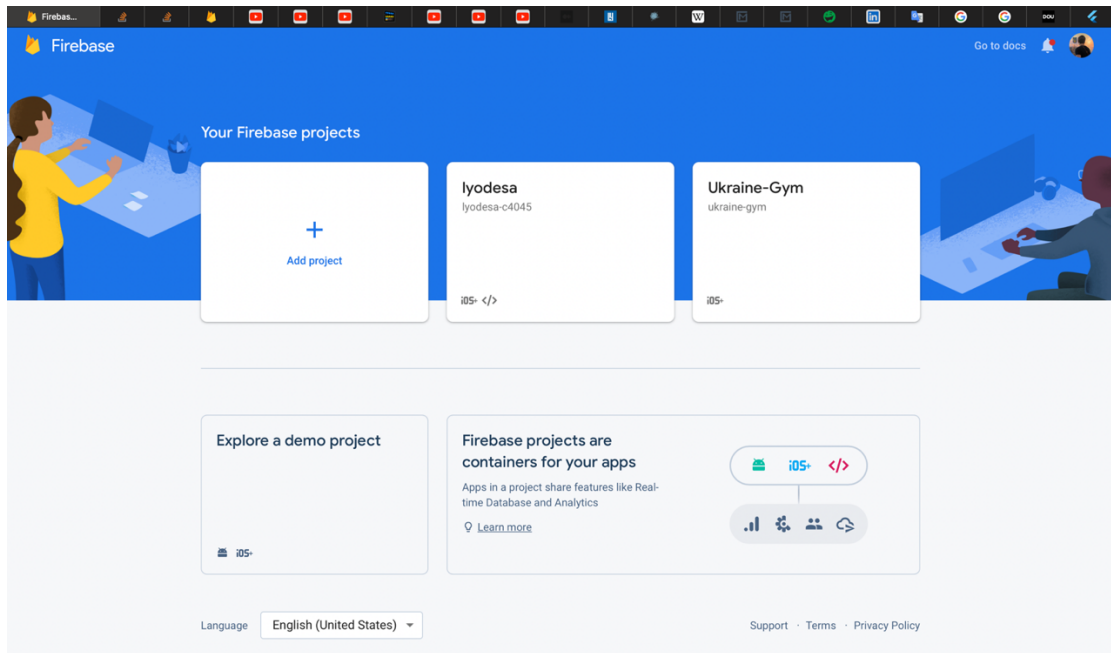 Firebas...
DOU
Firebase
Go to docs
Your Firebase projects
Add project
lyodesa
lyodesa-c4045
iOS+ </>
Ukraine-Gym
ukraine-gym
iOS+
Explore a demo project
iOS+
Firebase projects are
containers for your apps
Apps in a project share features like Real-
time Database and Analytics
Learn more
iOS+ </>
Language
English (United States)
Support · Terms · Privacy Policy